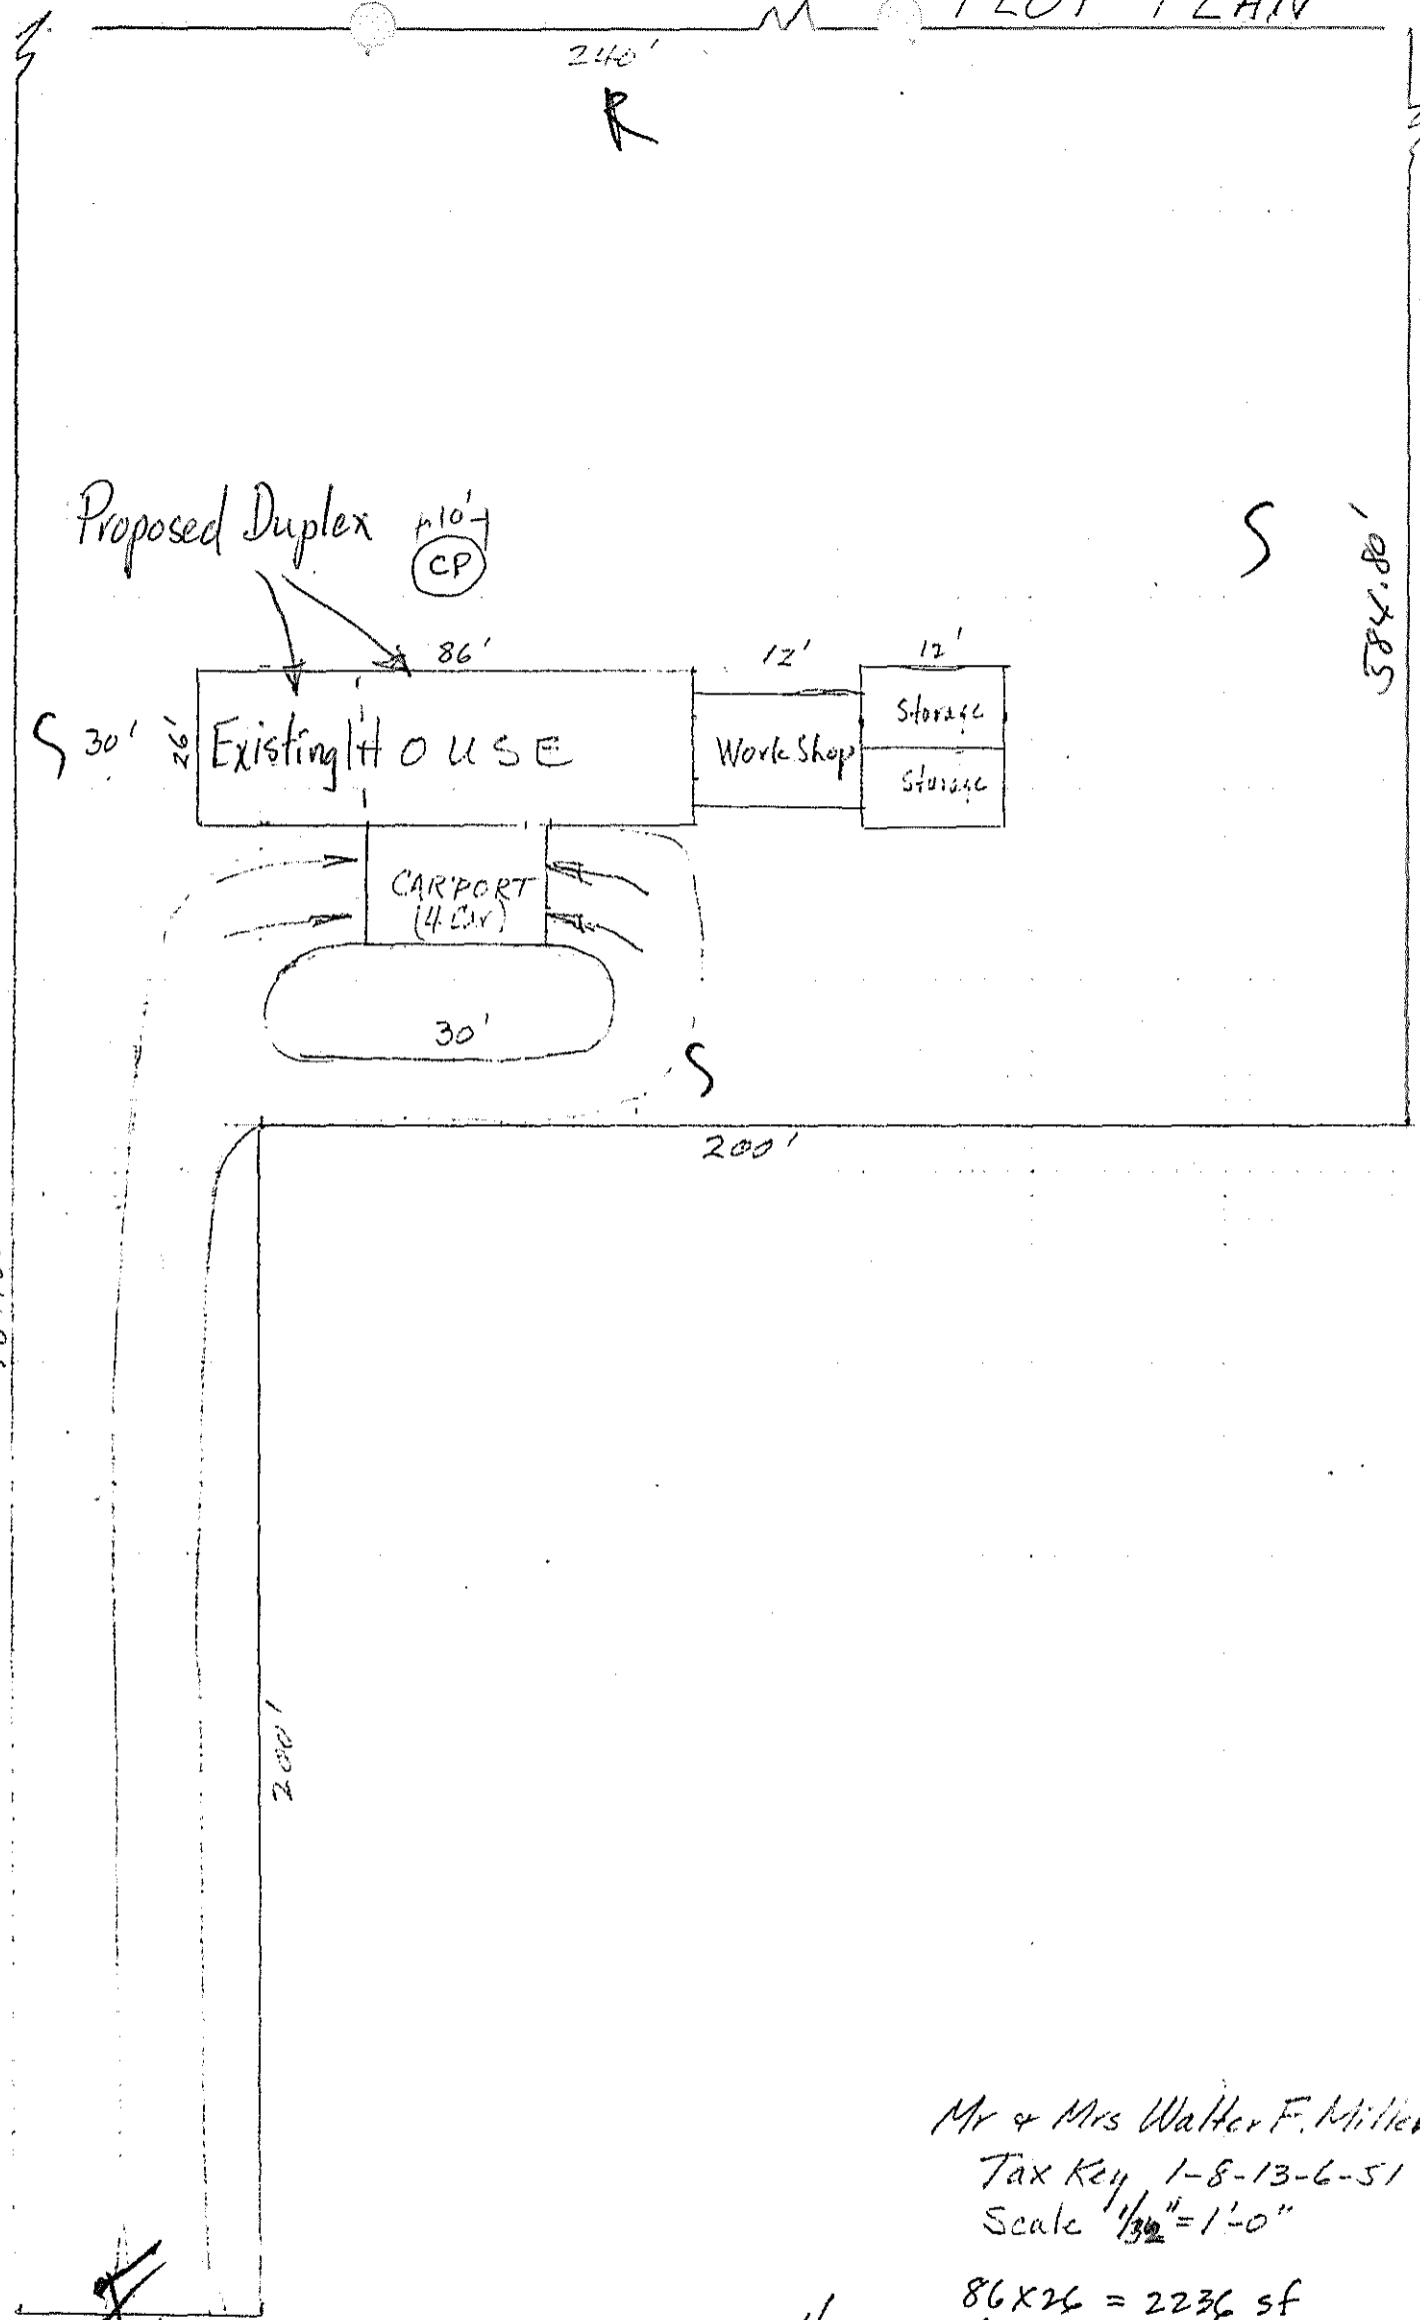 PLOT PLAN
240'
R
Proposed Duplex
10'
CP
S
584.80'
86'
12'
12'
S
30'
26'
Existing HOUSE
Work Shop
Storage
Storage
CARPORT
(4 Car)
30'
S
200'
200'
Mr & Mrs Walter F. Miller
Tax Key 1-8-13-6-51
Scale 1/32" = 1'-0"
86X26 = 2236 sf